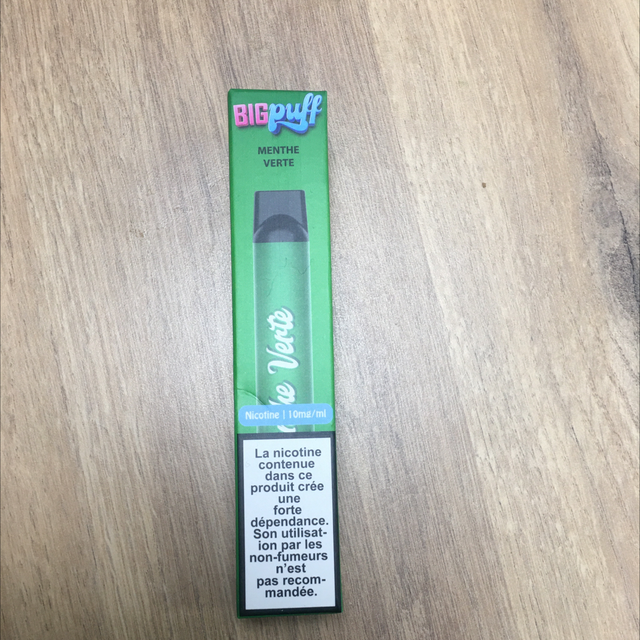 BIGpuff
MENTHE
VERTE
he Verte
Nicotine | 10mg/ml
La nicotine
contenue
dans ce
produit crée
une
forte
dépendance.
Son utilisat-
ion par les
non-fumeurs
n'est
pas recom-
mandée.